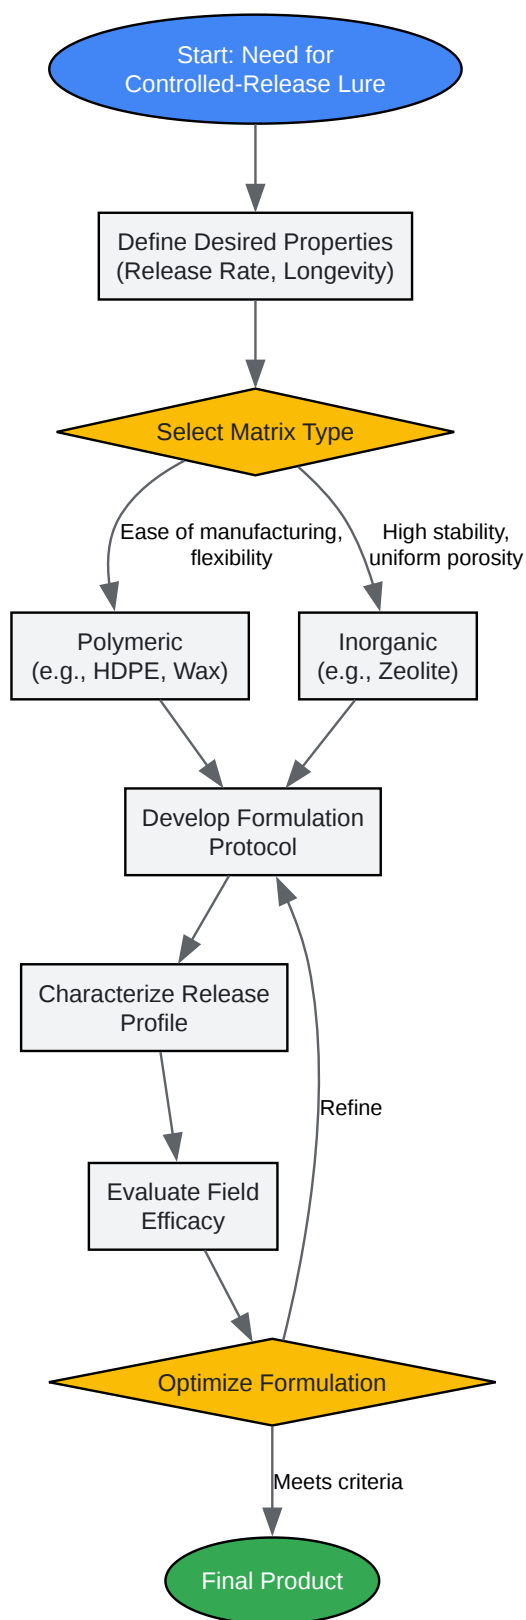 Start: Need for
Controlled-Release Lure
Define Desired Properties
(Release Rate, Longevity)
Select Matrix Type
Ease of manufacturing,
flexibility
High stability,
uniform porosity
Polymeric
(e.g., HDPE, Wax)
Inorganic
(e.g., Zeolite)
Develop Formulation
Protocol
Characterize Release
Profile
Refine
Evaluate Field
Efficacy
Optimize Formulation
Meets criteria
Final Product